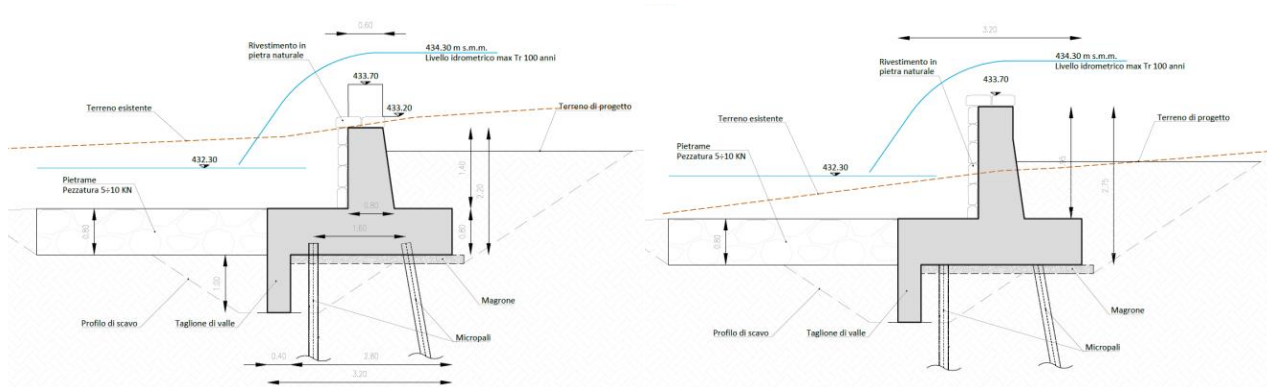 0.60
Rivestimento in
pietra naturale
434.30 m s.m.m.
Livello idrometrico max Tr 100 anni
433.70
433.20
Terreno esistente
Terreno di progetto
432.30
Pietrame
Pezzatura 5÷10 KN
1.40
2.20
0.80
0.80
0.80
1.60
1.00
Magrone
Profilo di scavo
Taglione di valle
Micropali
0.40
2.80
3.20
3.20
434.30 m s.m.m.
Livello idrometrico max Tr 100 anni
Rivestimento in
pietra naturale
433.70
Terreno di progetto
Terreno esistente
432.30
Pietrame
Pezzatura 5÷10 KN
2.75
0.80
Magrone
Profilo di scavo
Taglione di valle
Micropali